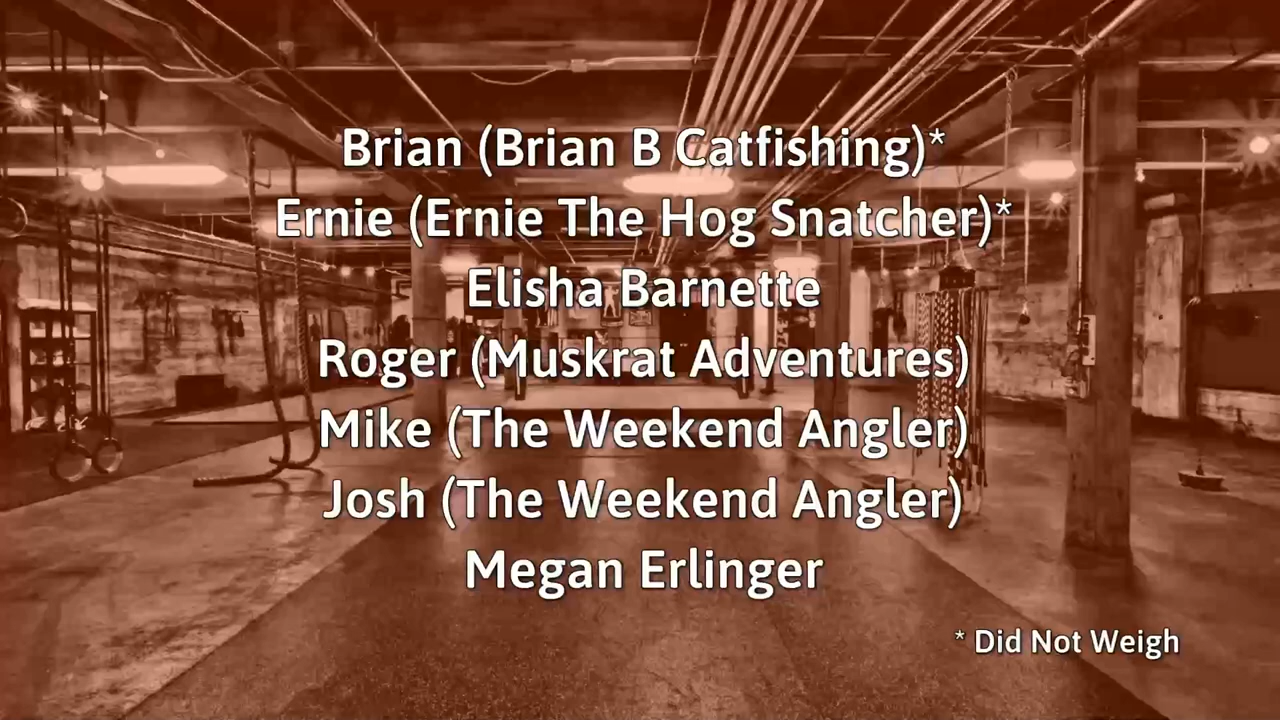 Brian (Brian B Catfishing)*
Ernie (Ernie The Hog Snatcher)*
Elisha Barnette
Roger (Muskrat Adventures)
Mike (The Weekend Angler)
Josh (The Weekend Angler)
Megan Erlinger
* Did Not Weigh